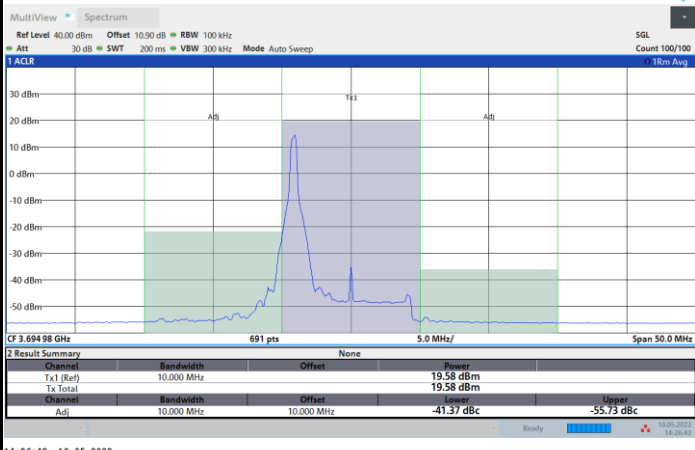 MultiView Spectrum
Ref Level 40.00 dBm Offset 10.90 dB RBW 100 kHz SGL
Att 30 dB SWT 200 ms VBW 300 kHz Mode Auto Sweep Count 100/100
1 ACLR 1Rm Avg
30 dBm
Tx1
20 dBm Adj Adj
10 dBm
0 dBm
-10 dBm
-20 dBm
-30 dBm
-40 dBm
-50 dBm
CF 3.694 98 GHz 691 pts 5.0 MHz/ Span 50.0 MHz
2 Result Summary None
Channel Bandwidth Offset Power
Tx1 (Ref) 10.000 MHz 19.58 dBm
Tx Total 19.58 dBm
Channel Bandwidth Offset Lower Upper
Adj 10.000 MHz 10.000 MHz -41.37 dBc -55.73 dBc
Ready 10.05.2022
14:26:42